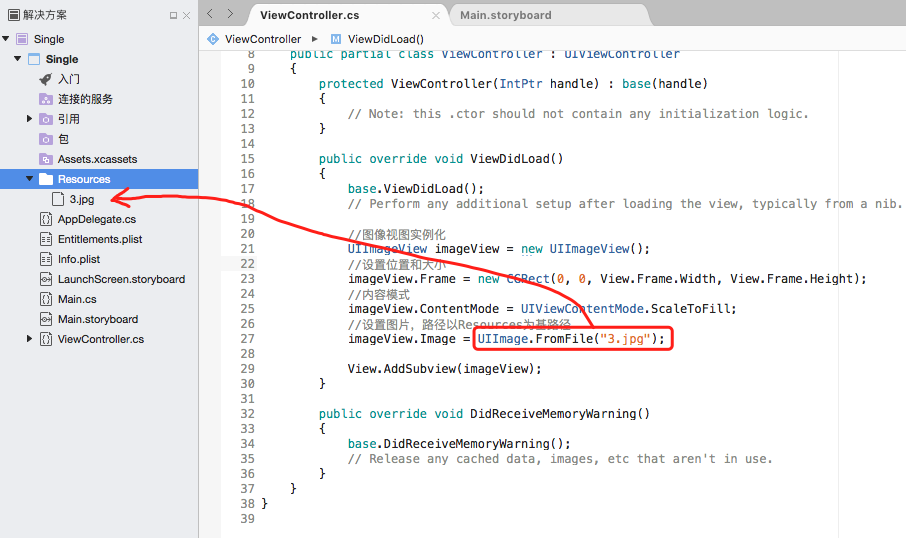 解决方案
Single
Single
入门
连接的服务
引用
包
Assets.xcassets
Resources
3.jpg
AppDelegate.cs
Entitlements.plist
Info.plist
LaunchScreen.storyboard
Main.cs
Main.storyboard
ViewController.cs
ViewController.cs
Main.storyboard
ViewController
ViewDidLoad()
8 public partial class ViewController : UIViewController
9 {
10 protected ViewController(IntPtr handle) : base(handle)
11 {
12 // Note: this .ctor should not contain any initialization logic.
13 }
14
15 public override void ViewDidLoad()
16 {
17 base.ViewDidLoad();
18 // Perform any additional setup after loading the view, typically from a nib.
19
20 //图像视图实例化
21 UIImageView imageView = new UIImageView();
22 //设置位置和大小
23 imageView.Frame = new CGRect(0, 0, View.Frame.Width, View.Frame.Height);
24 //内容模式
25 imageView.ContentMode = UIViewContentMode.ScaleToFill;
26 //设置图片，路径以Resources为基路径
27 imageView.Image = UIImage.FromFile("3.jpg");
28
29 View.AddSubview(imageView);
30 }
31
32 public override void DidReceiveMemoryWarning()
33 {
34 base.DidReceiveMemoryWarning();
35 // Release any cached data, images, etc that aren't in use.
36 }
37 }
38 }
39